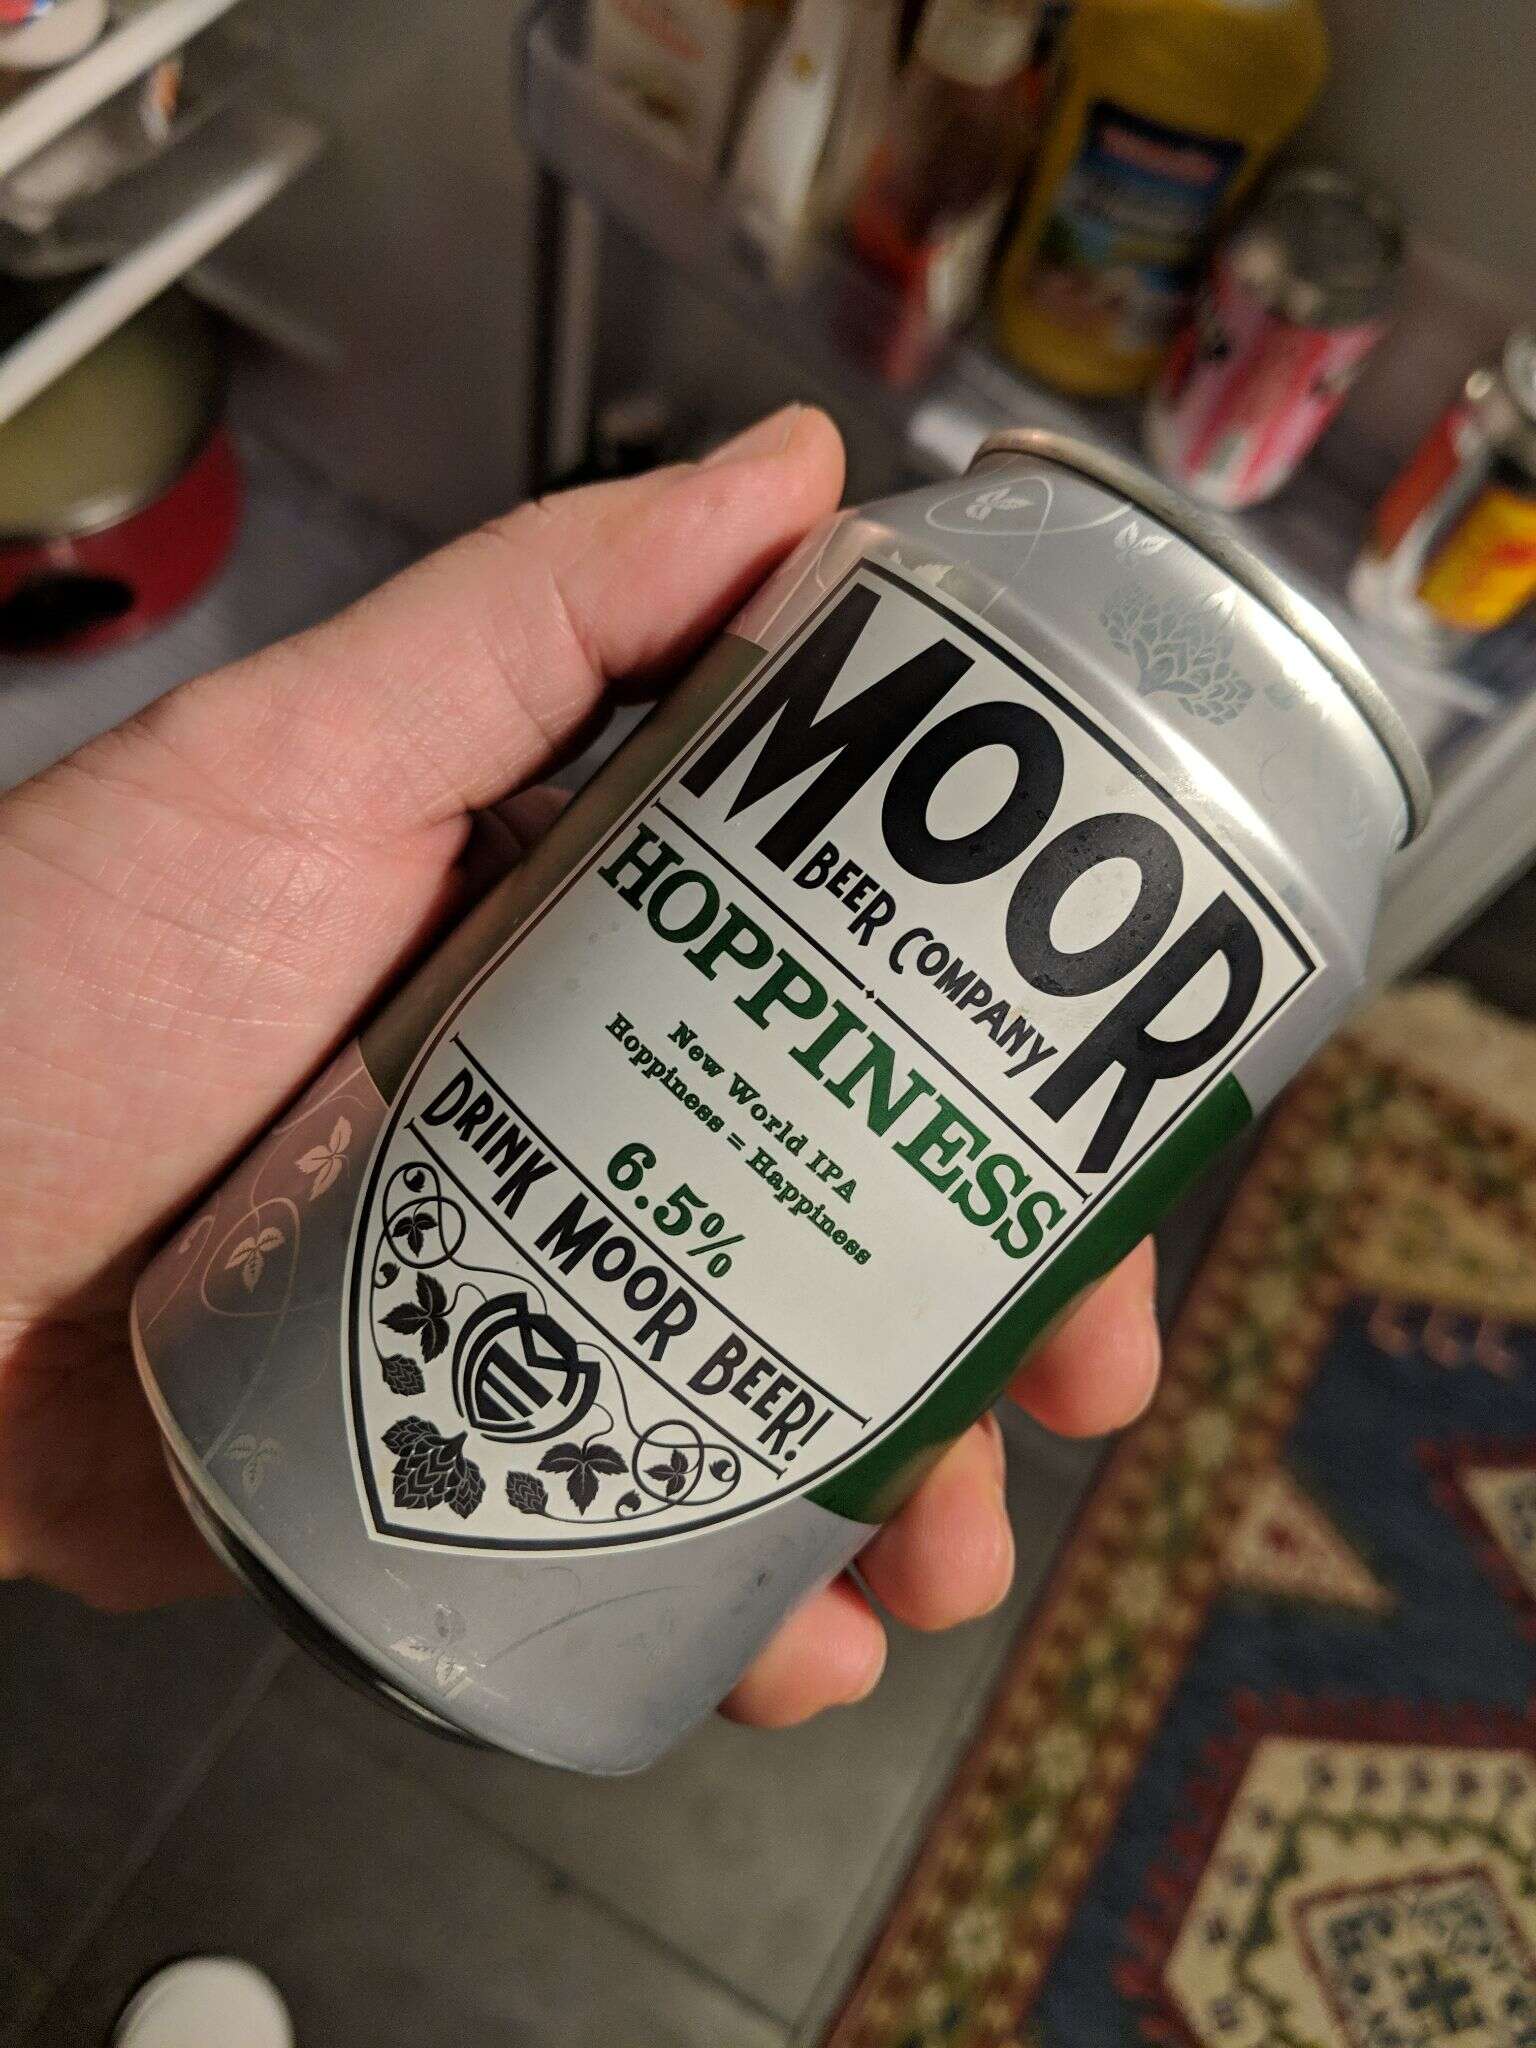 MOOR
BEER COMPANY
HOPPINESS
New World IPA
Hoppiness = Happiness
6.5%
DRINK MOOR BEER!